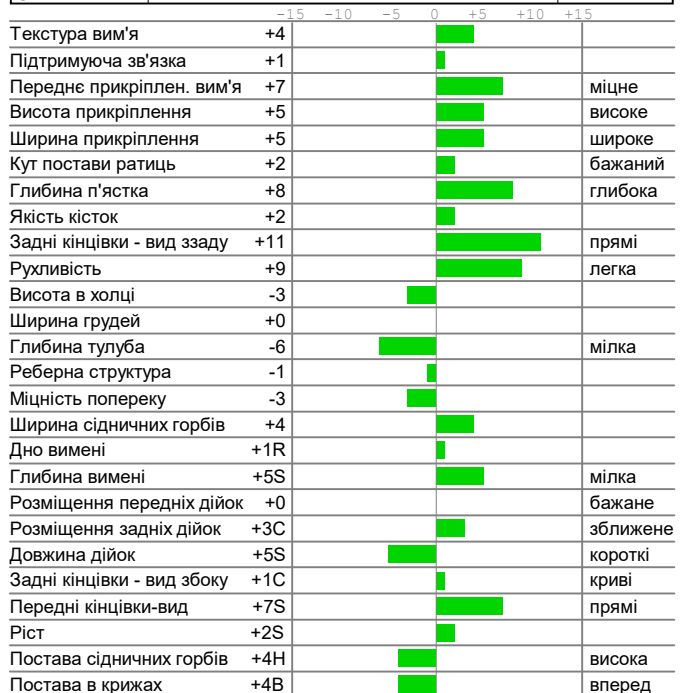 -15 -10 -5 0 +5 +10 +15
Текстура вим'я +4
Підтримуюча зв'язка +1
Переднє прикріплен. вим'я +7 міцне
Висота прикріплення +5 високе
Ширина прикріплення +5 широке
Кут постави ратиць +2 бажаний
Глибина п'ястка +8 глибока
Якість кісток +2
Задні кінцівки - вид ззаду +11 прямі
Рухливість +9 легка
Висота в холці -3
Ширина грудей +0
Глибина тулуба -6 мілка
Реберна структура -1
Міцність попереку -3
Ширина сідничних горбів +4
Дно вимені +1R
Глибина вимені +5S мілка
Розміщення передніх дійок +0 бажане
Розміщення задніх дійок +3C зближене
Довжина дійок +5S короткі
Задні кінцівки - вид збоку +1C криві
Передні кінцівки-вид +7S прямі
Ріст +2S
Постава сідничних горбів +4H висока
Постава в крижах +4B вперед